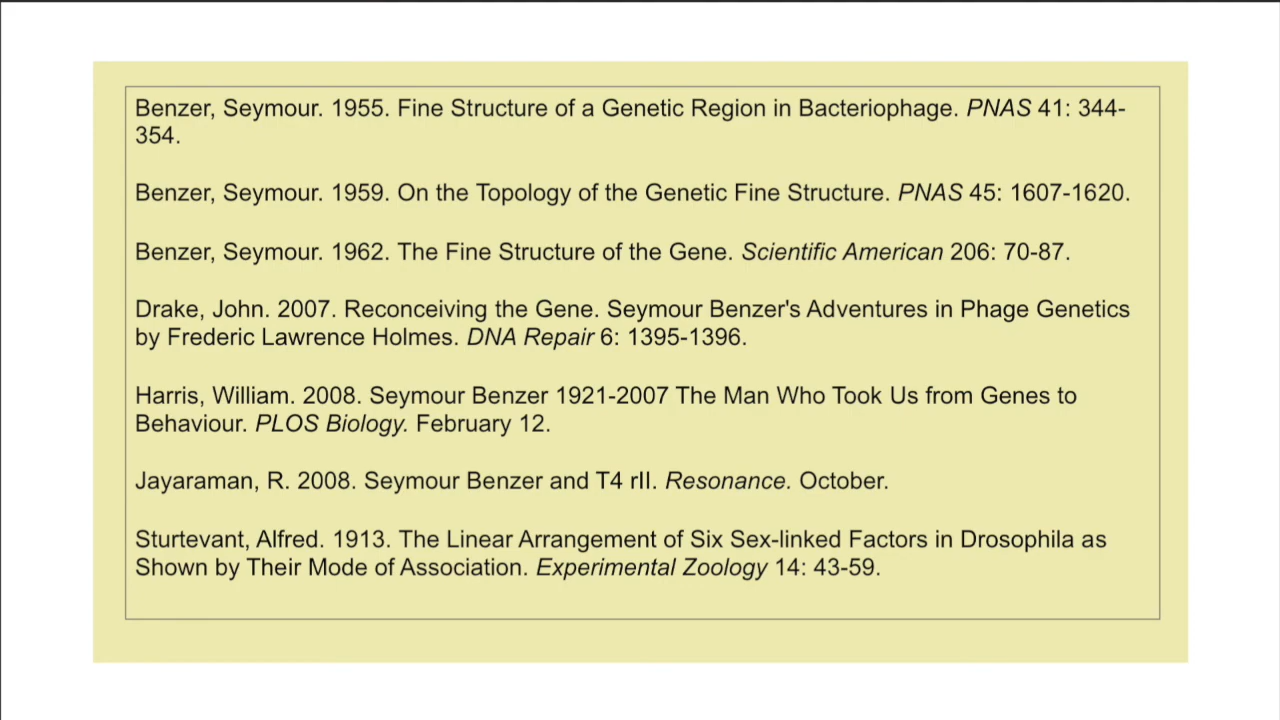 Benzer, Seymour. 1955. Fine Structure of a Genetic Region in Bacteriophage. PNAS 41: 344-
354.
Benzer, Seymour. 1959. On the Topology of the Genetic Fine Structure. PNAS 45: 1607-1620.
Benzer, Seymour. 1962. The Fine Structure of the Gene. Scientific American 206: 70-87.
Drake, John. 2007. Reconceiving the Gene. Seymour Benzer's Adventures in Phage Genetics
by Frederic Lawrence Holmes. DNA Repair 6: 1395-1396.
Harris, William. 2008. Seymour Benzer 1921-2007 The Man Who Took Us from Genes to
Behaviour. PLOS Biology. February 12.
Jayaraman, R. 2008. Seymour Benzer and T4 rII. Resonance. October.
Sturtevant, Alfred. 1913. The Linear Arrangement of Six Sex-linked Factors in Drosophila as
Shown by Their Mode of Association. Experimental Zoology 14: 43-59.